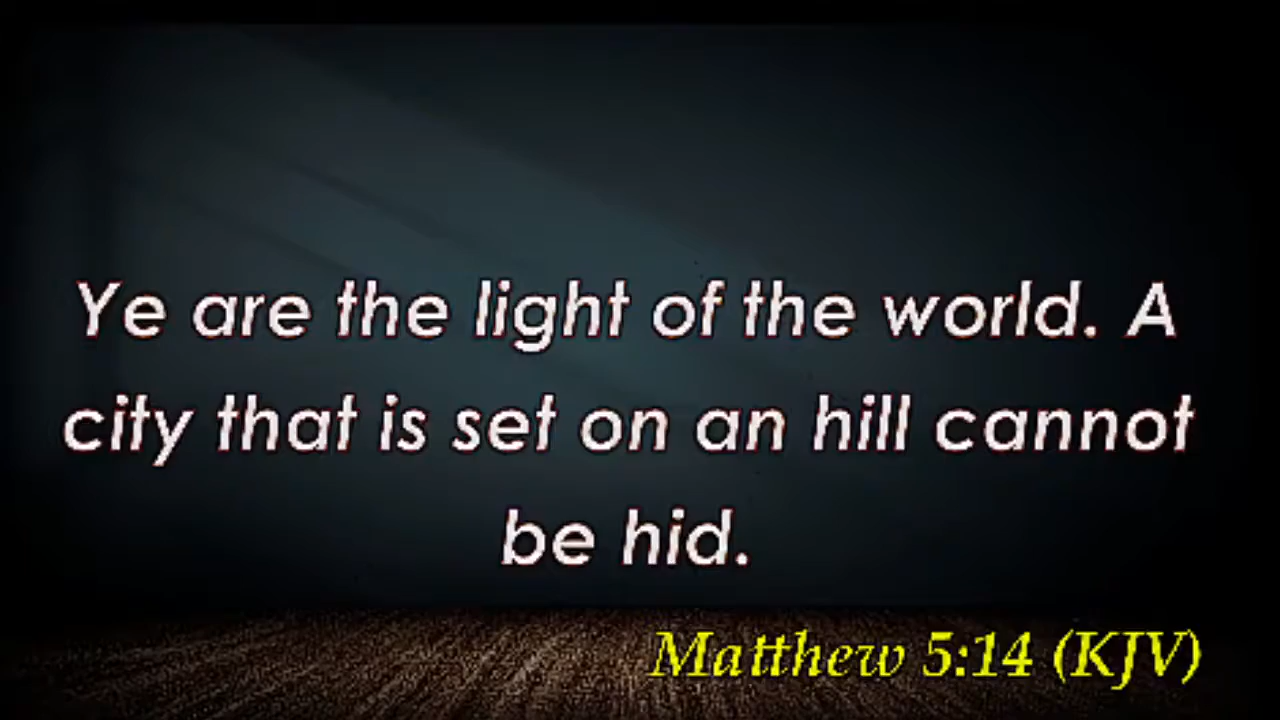 Ye are the light of the world. A
city that is set on an hill cannot
be hid.
Matthew 5:14 (KJV)